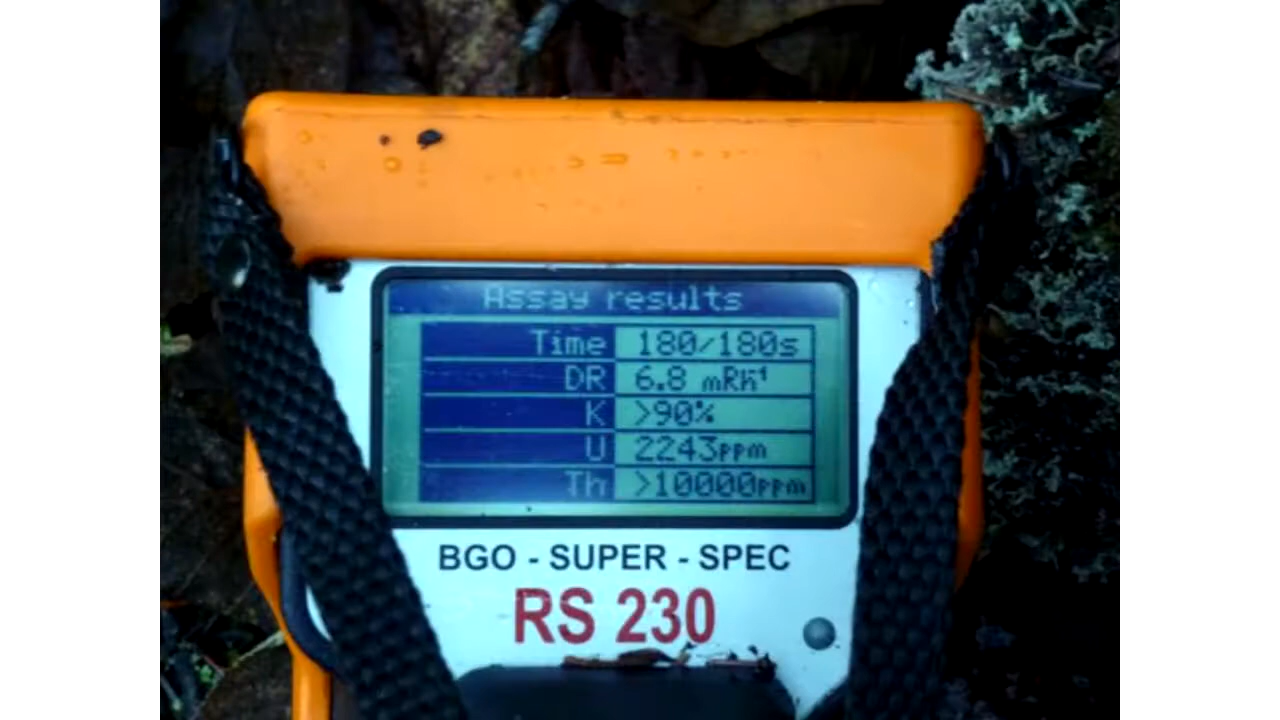 Assay results
Time 180/180s
DR 6.8 mRh⁻¹
K >90%
U 2243ppm
Th >10000ppm
BGO - SUPER - SPEC
RS 230